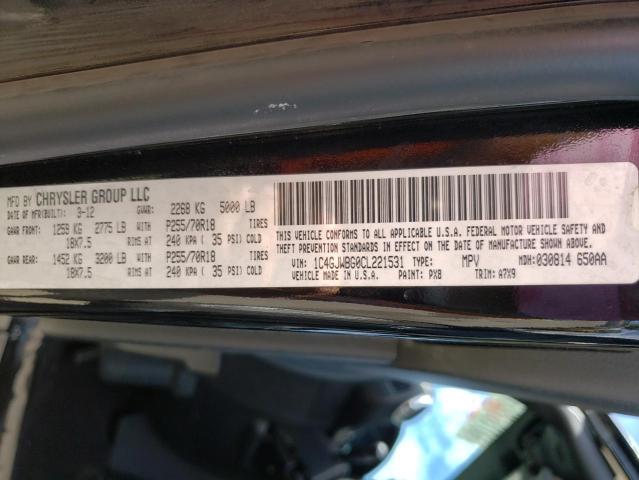 MFD BY CHRYSLER GROUP LLC
DATE OF MFR(BUILT): 3-12 GVWR: 2268 KG 5000 LB
GAWR FRONT: 1259 KG 2775 LB P255/70R18 TIRES
18X7.5 WITH RIMS AT 240 KPA( 35 PSI) COLD
GAWR REAR: 1452 KG 3200 LB P255/70R18 TIRES
18X7.5 WITH RIMS AT 240 KPA( 35 PSI) COLD
THIS VEHICLE CONFORMS TO ALL APPLICABLE U.S.A. FEDERAL MOTOR VEHICLE SAFETY AND
THEFT PREVENTION STANDARDS IN EFFECT ON THE DATE OF MANUFACTURE SHOWN ABOVE.
VIN: 1C4GJWBG0CL221531 TYPE: MPV MDH: 030814 650AA
VEHICLE MADE IN U.S.A. PAINT: PX8 TRIM: A7X9